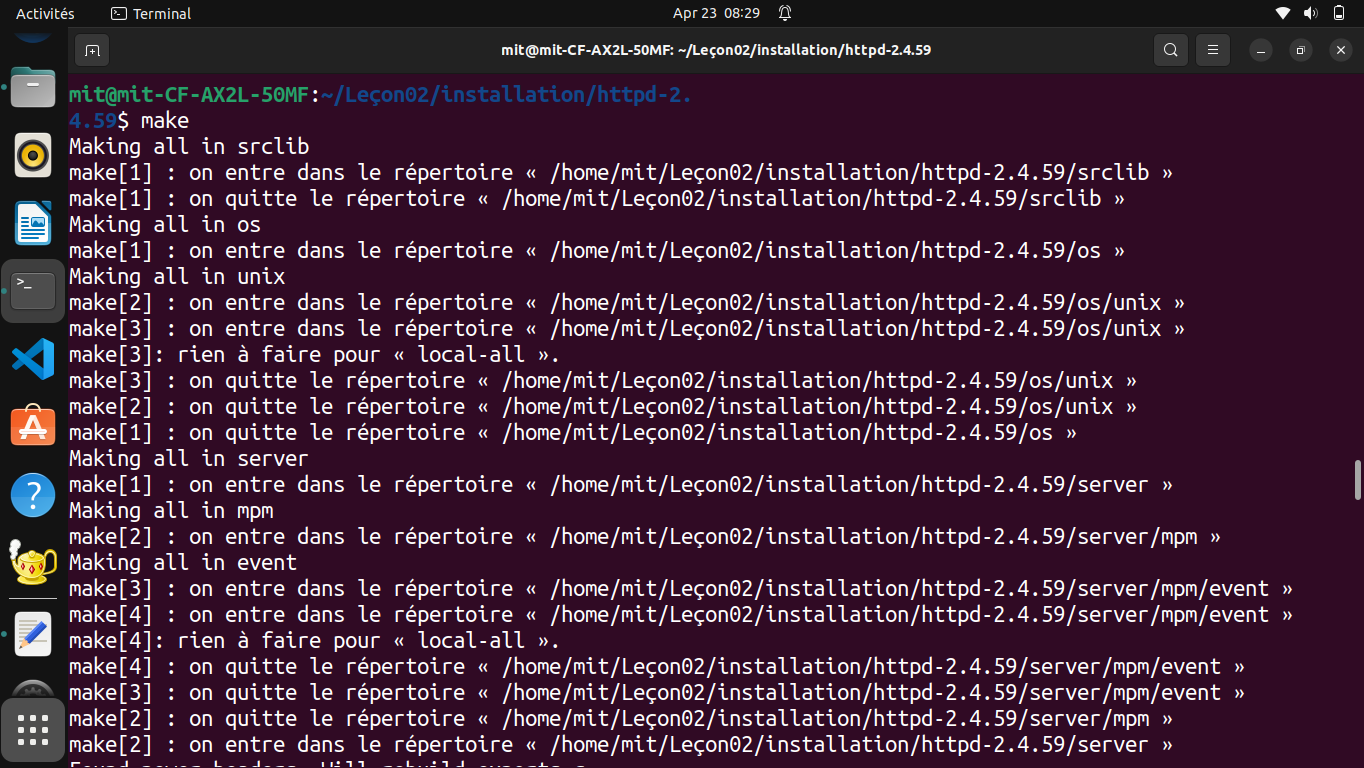 Activités
Terminal
Apr 23 08:29
mit@mit-CF-AX2L-50MF: ~/Leçon02/installation/httpd-2.4.59
mit@mit-CF-AX2L-50MF:~/Leçon02/installation/httpd-2.
4.59$ make
Making all in srclib
make[1] : on entre dans le répertoire « /home/mit/Leçon02/installation/httpd-2.4.59/srclib »
make[1] : on quitte le répertoire « /home/mit/Leçon02/installation/httpd-2.4.59/srclib »
Making all in os
make[1] : on entre dans le répertoire « /home/mit/Leçon02/installation/httpd-2.4.59/os »
Making all in unix
make[2] : on entre dans le répertoire « /home/mit/Leçon02/installation/httpd-2.4.59/os/unix »
make[3] : on entre dans le répertoire « /home/mit/Leçon02/installation/httpd-2.4.59/os/unix »
make[3]: rien à faire pour « local-all ».
make[3] : on quitte le répertoire « /home/mit/Leçon02/installation/httpd-2.4.59/os/unix »
make[2] : on quitte le répertoire « /home/mit/Leçon02/installation/httpd-2.4.59/os/unix »
make[1] : on quitte le répertoire « /home/mit/Leçon02/installation/httpd-2.4.59/os »
Making all in server
make[1] : on entre dans le répertoire « /home/mit/Leçon02/installation/httpd-2.4.59/server »
Making all in mpm
make[2] : on entre dans le répertoire « /home/mit/Leçon02/installation/httpd-2.4.59/server/mpm »
Making all in event
make[3] : on entre dans le répertoire « /home/mit/Leçon02/installation/httpd-2.4.59/server/mpm/event »
make[4] : on entre dans le répertoire « /home/mit/Leçon02/installation/httpd-2.4.59/server/mpm/event »
make[4]: rien à faire pour « local-all ».
make[4] : on quitte le répertoire « /home/mit/Leçon02/installation/httpd-2.4.59/server/mpm/event »
make[3] : on quitte le répertoire « /home/mit/Leçon02/installation/httpd-2.4.59/server/mpm/event »
make[2] : on quitte le répertoire « /home/mit/Leçon02/installation/httpd-2.4.59/server/mpm »
make[2] : on entre dans le répertoire « /home/mit/Leçon02/installation/httpd-2.4.59/server »